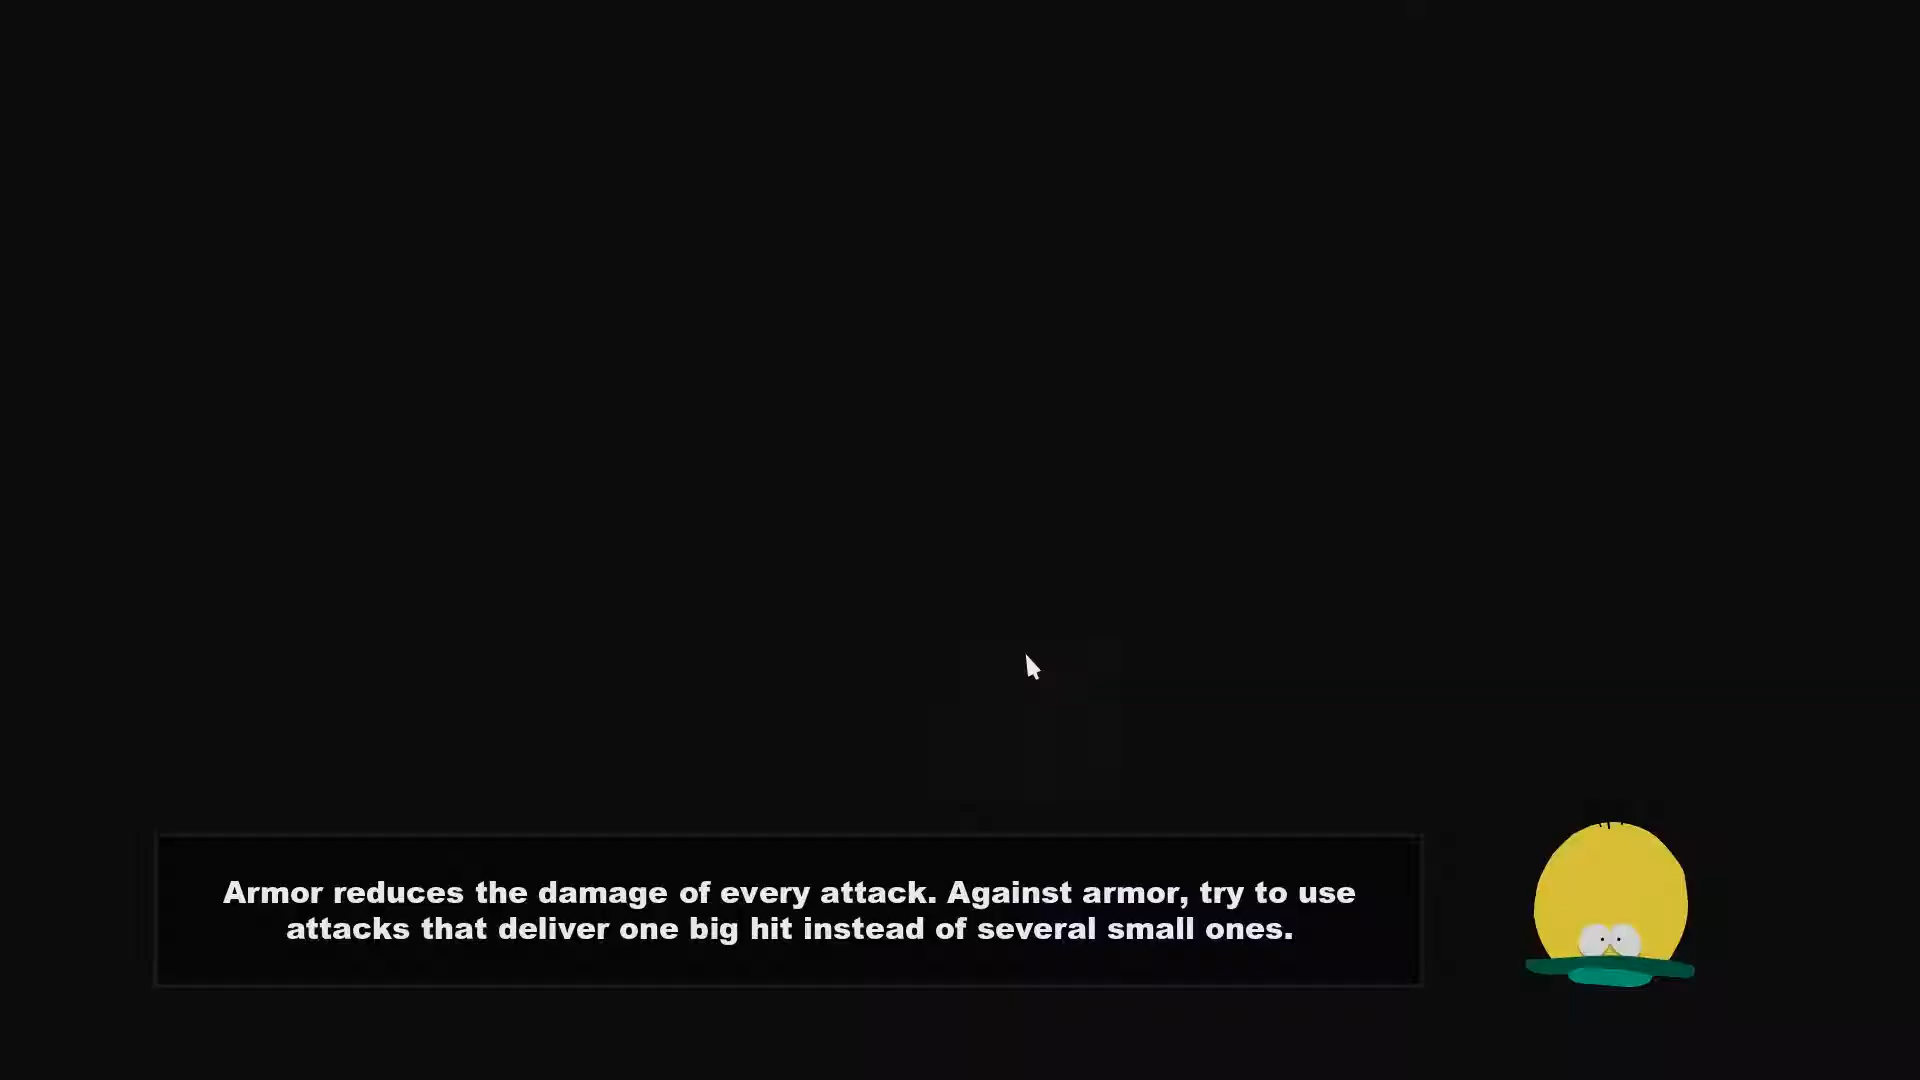 Armor reduces the damage of every attack. Against armor, try to use
attacks that deliver one big hit instead of several small ones.